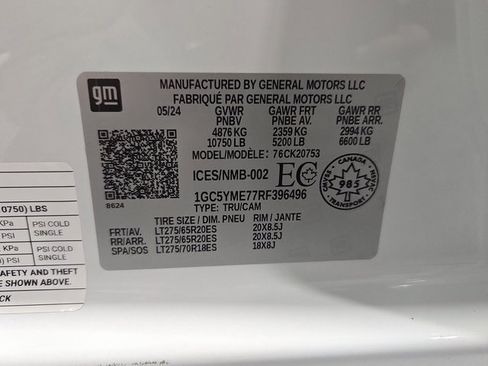 gm
MANUFACTURED BY GENERAL MOTORS LLC
FABRIQUÉ PAR GENERAL MOTORS LLC
05/24 GVWR GAWR FRT GAWR RR
PNBV PNBE AV. PNBE ARR.
4876 KG 2359 KG 2994 KG
10750 LB 5200 LB 6600 LB
MODEL/MODÈLE: 76CK20753
ICES/NMB-002 EC
CANADA
985
1GC5YME77RF396496
TYPE: TRU/CAM
8624
TIRE SIZE / DIM. PNEU RIM / JANTE
FRT/AV. LT275/65R20ES 20X8.5J
RR/ARR. LT275/65R20ES 20X8.5J
SPA/SOS LT275/70R18ES 18X8J
0750) LBS
KPA PSI COLD
PSI SINGLE
KPA PSI COLD
PSI SINGLE
AFETY AND THEFT
E SHOWN ABOVE.
CK